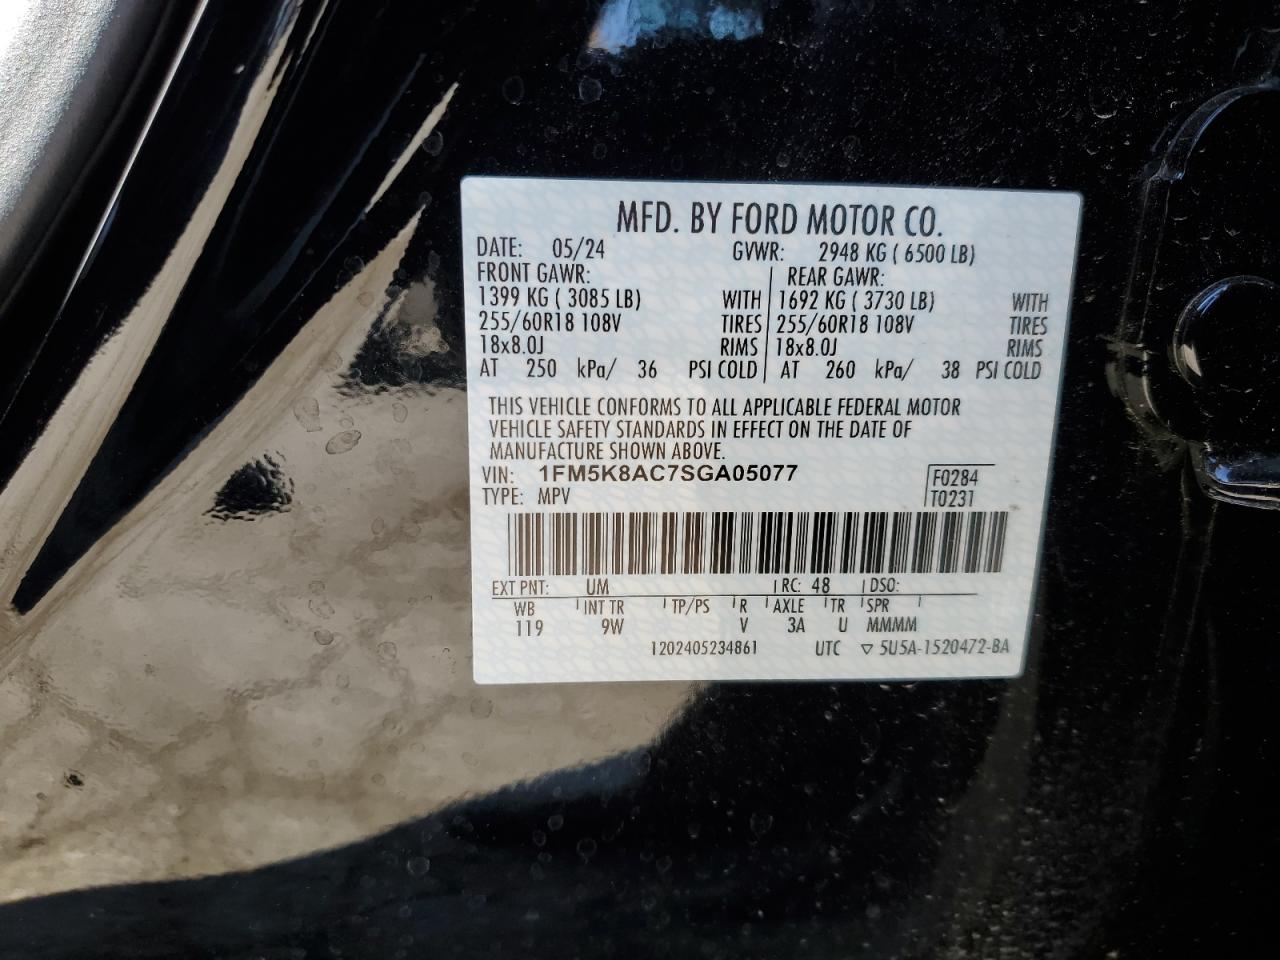 MFD. BY FORD MOTOR CO.
DATE: 05/24 GVWR: 2948 KG ( 6500 LB)
FRONT GAWR: REAR GAWR:
1399 KG ( 3085 LB) WITH 1692 KG ( 3730 LB) WITH
255/60R18 108V TIRES 255/60R18 108V TIRES
18x8.0J RIMS 18x8.0J RIMS
AT 250 kPa/ 36 PSI COLD AT 260 kPa/ 38 PSI COLD
THIS VEHICLE CONFORMS TO ALL APPLICABLE FEDERAL MOTOR
VEHICLE SAFETY STANDARDS IN EFFECT ON THE DATE OF
MANUFACTURE SHOWN ABOVE.
VIN: 1FM5K8AC7SGA05077 F0284
TYPE: MPV T0231
EXT PNT: UM RC: 48 DSO:
WB INT TR TP/PS R AXLE TR SPR
119 9W V 3A U MMMM
1202405234861 UTC ▽ 5U5A-1520472-BA